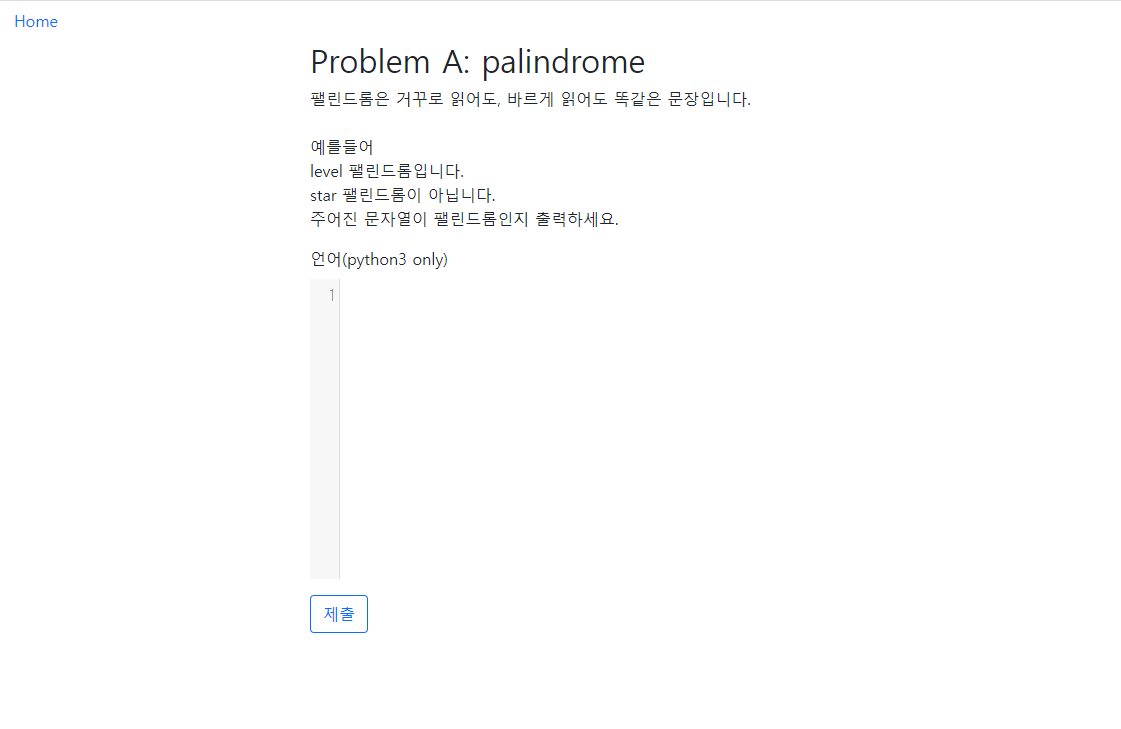 Home
Problem A: palindrome
팰린드롬은 거꾸로 읽어도, 바르게 읽어도 똑같은 문장입니다.
예를들어
level 팰린드롬입니다.
star 팰린드롬이 아닙니다.
주어진 문자열이 팰린드롬인지 출력하세요.
언어(python3 only)
1
제출